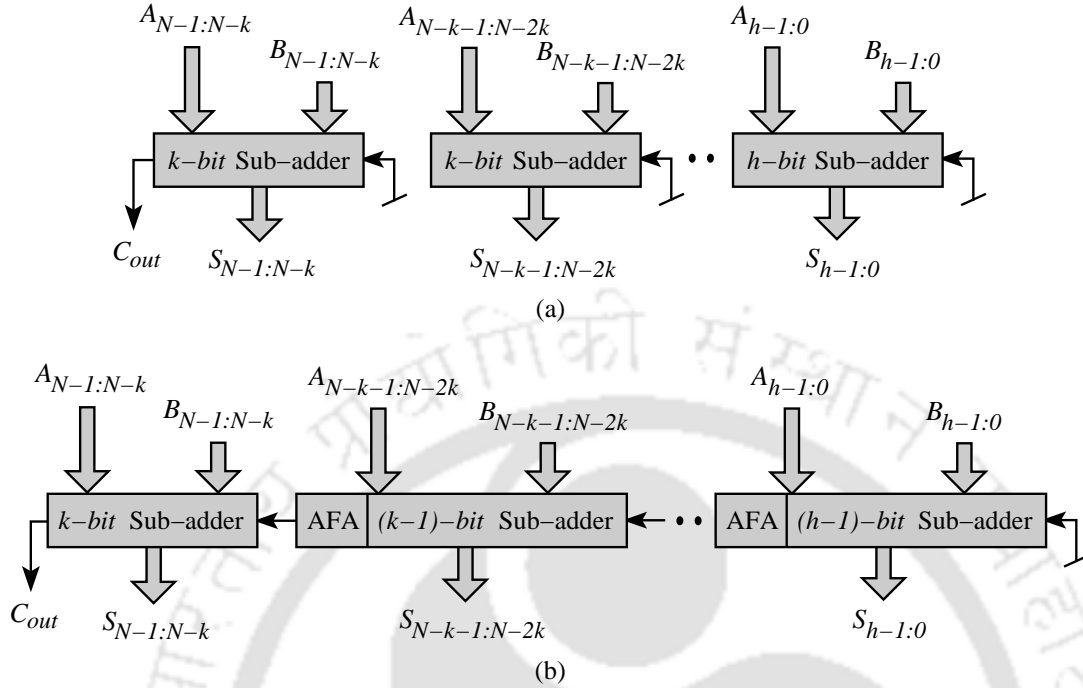 A_{N−1:N−k} B_{N−1:N−k} A_{N−k−1:N−2k} B_{N−k−1:N−2k} A_{h−1:0} B_{h−1:0}
k−bit Sub−adder k−bit Sub−adder h−bit Sub−adder
C_{out} S_{N−1:N−k} S_{N−k−1:N−2k} S_{h−1:0}
(a)
A_{N−1:N−k} B_{N−1:N−k} A_{N−k−1:N−2k} B_{N−k−1:N−2k} A_{h−1:0} B_{h−1:0}
k−bit Sub−adder AFA (k−1)−bit Sub−adder AFA (h−1)−bit Sub−adder
C_{out} S_{N−1:N−k} S_{N−k−1:N−2k} S_{h−1:0}
(b)